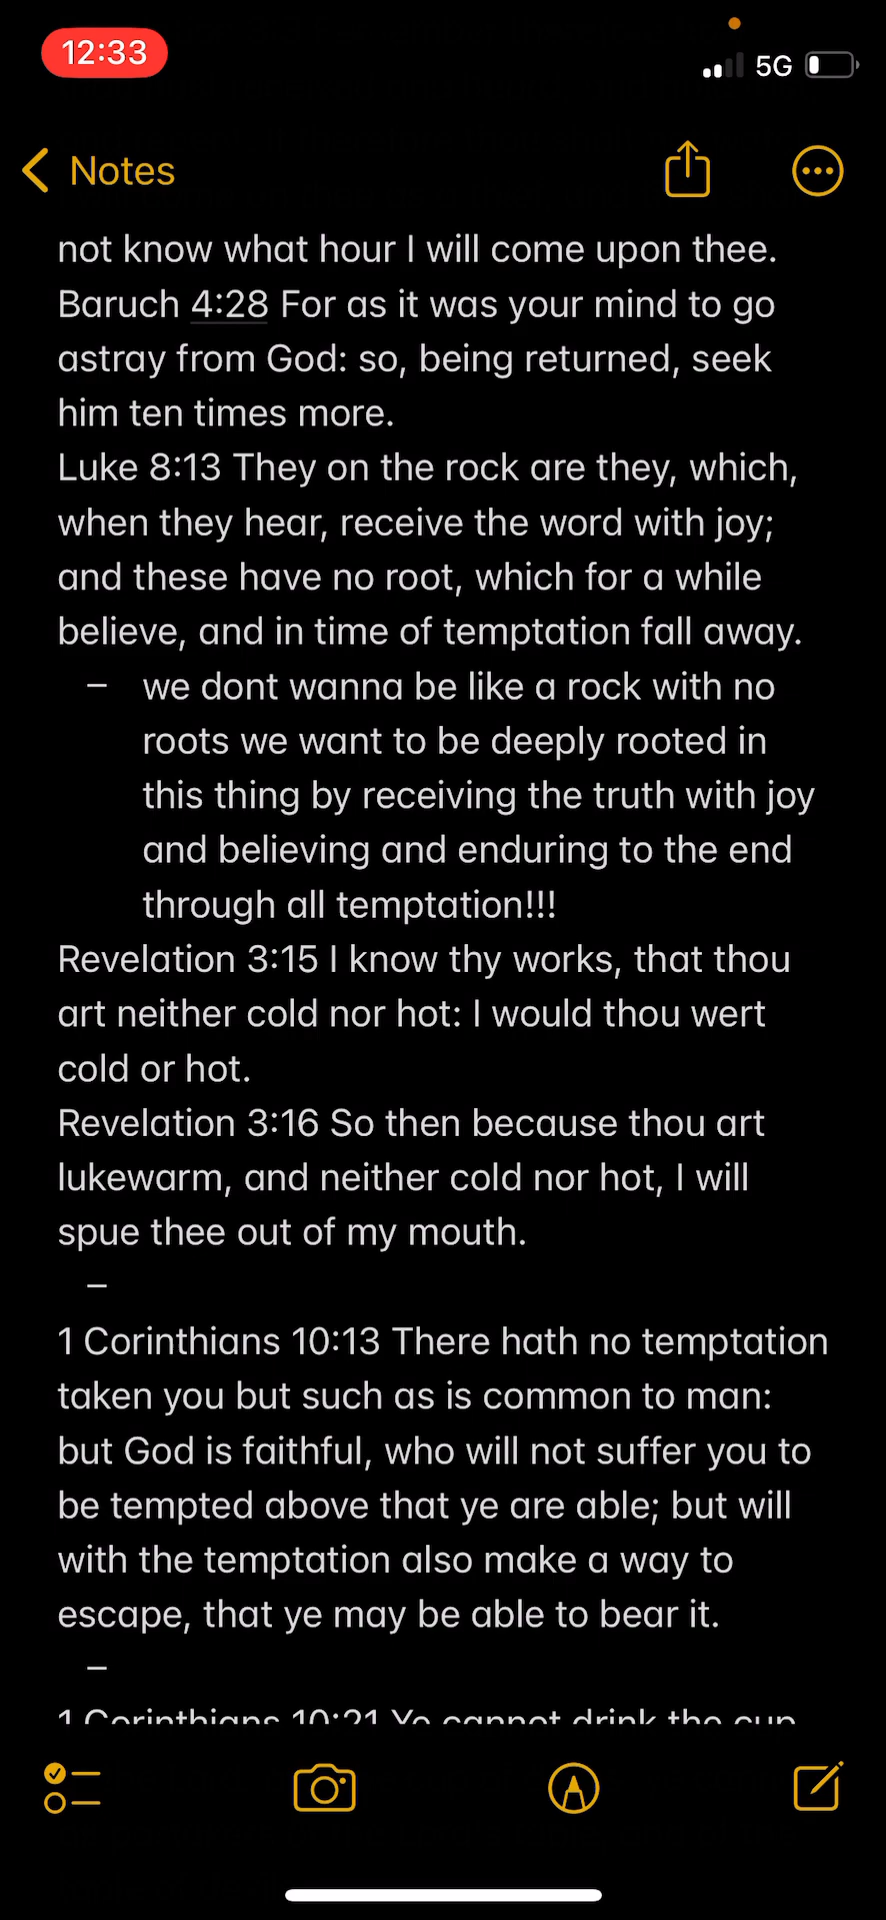 12:33
5G
Notes
not know what hour I will come upon thee.
Baruch 4:28 For as it was your mind to go
astray from God: so, being returned, seek
him ten times more.
Luke 8:13 They on the rock are they, which,
when they hear, receive the word with joy;
and these have no root, which for a while
believe, and in time of temptation fall away.
– we dont wanna be like a rock with no
roots we want to be deeply rooted in
this thing by receiving the truth with joy
and believing and enduring to the end
through all temptation!!!
Revelation 3:15 I know thy works, that thou
art neither cold nor hot: I would thou wert
cold or hot.
Revelation 3:16 So then because thou art
lukewarm, and neither cold nor hot, I will
spue thee out of my mouth.
–
1 Corinthians 10:13 There hath no temptation
taken you but such as is common to man:
but God is faithful, who will not suffer you to
be tempted above that ye are able; but will
with the temptation also make a way to
escape, that ye may be able to bear it.
–
1 Corinthians 10:21 Ye cannot drink the cup